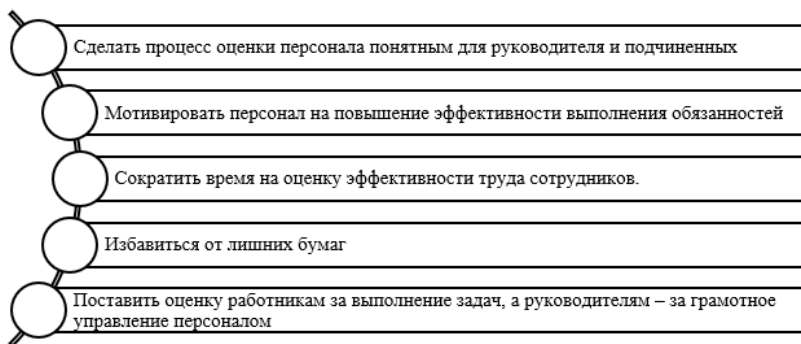 Сделать процесс оценки персонала понятным для руководителя и подчиненных
Мотивировать персонал на повышение эффективности выполнения обязанностей
Сократить время на оценку эффективности труда сотрудников.
Избавиться от лишних бумаг
Поставить оценку работникам за выполнение задач, а руководителям – за грамотное
управление персоналом